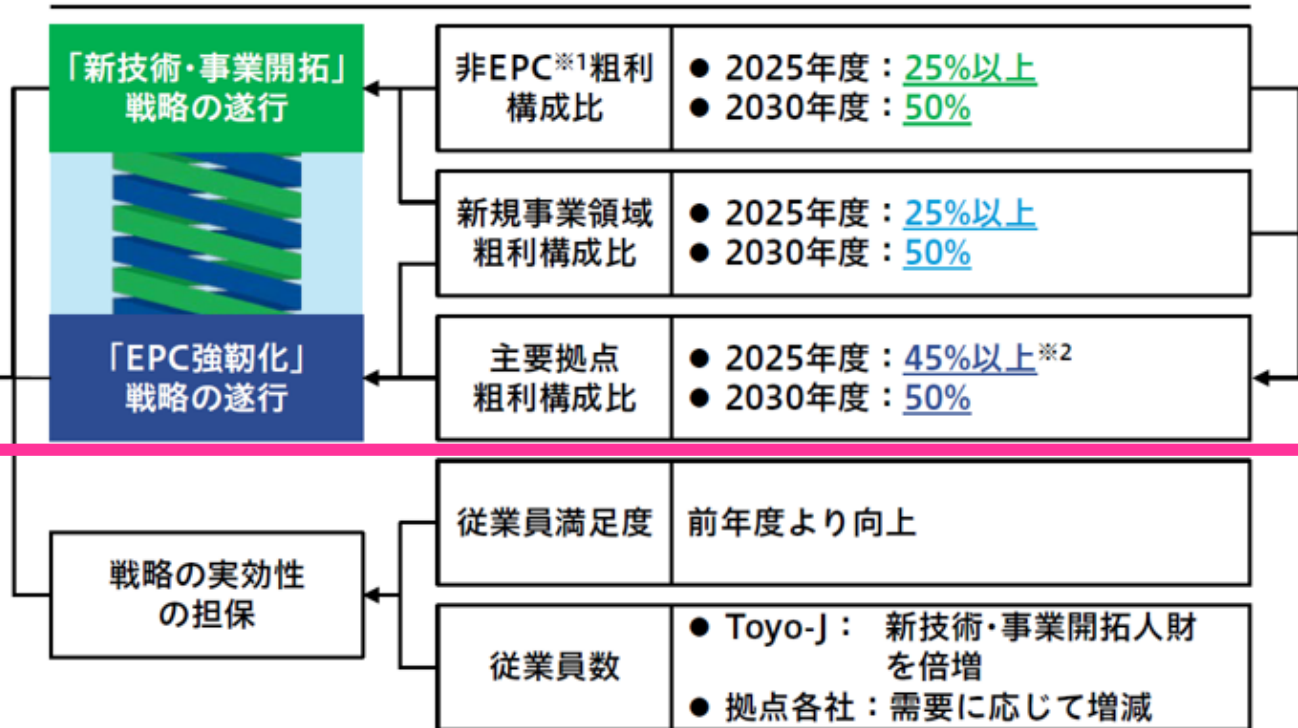 「新技術・事業開拓」
戦略の遂行
非EPC※1粗利
構成比
● 2025年度：25%以上
● 2030年度：50%
新規事業領域
粗利構成比
● 2025年度：25%以上
● 2030年度：50%
「EPC強靭化」
戦略の遂行
主要拠点
粗利構成比
● 2025年度：45%以上※2
● 2030年度：50%
戦略の実効性
の担保
従業員満足度
前年度より向上
従業員数
● Toyo-J： 新技術・事業開拓人財
を倍増
● 拠点各社：需要に応じて増減